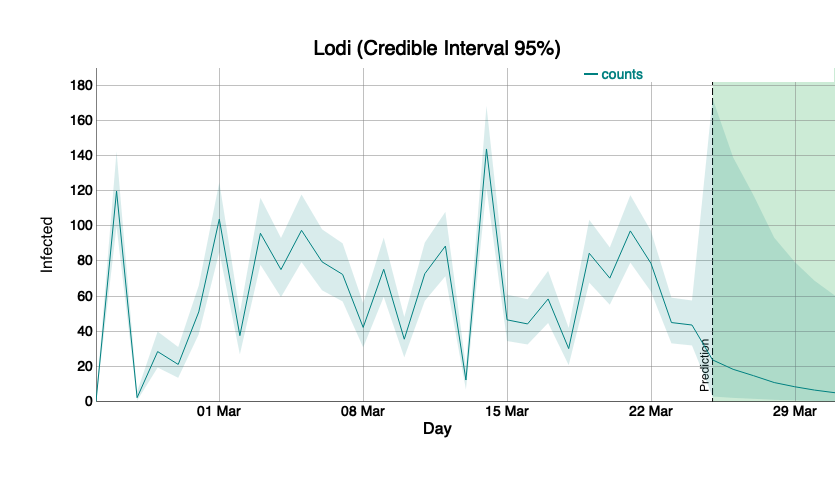 Lodi (Credible Interval 95%)
counts
180
160
140
120
100
80
60
40
20
0
Infected
Prediction
01 Mar
08 Mar
15 Mar
22 Mar
29 Mar
Day